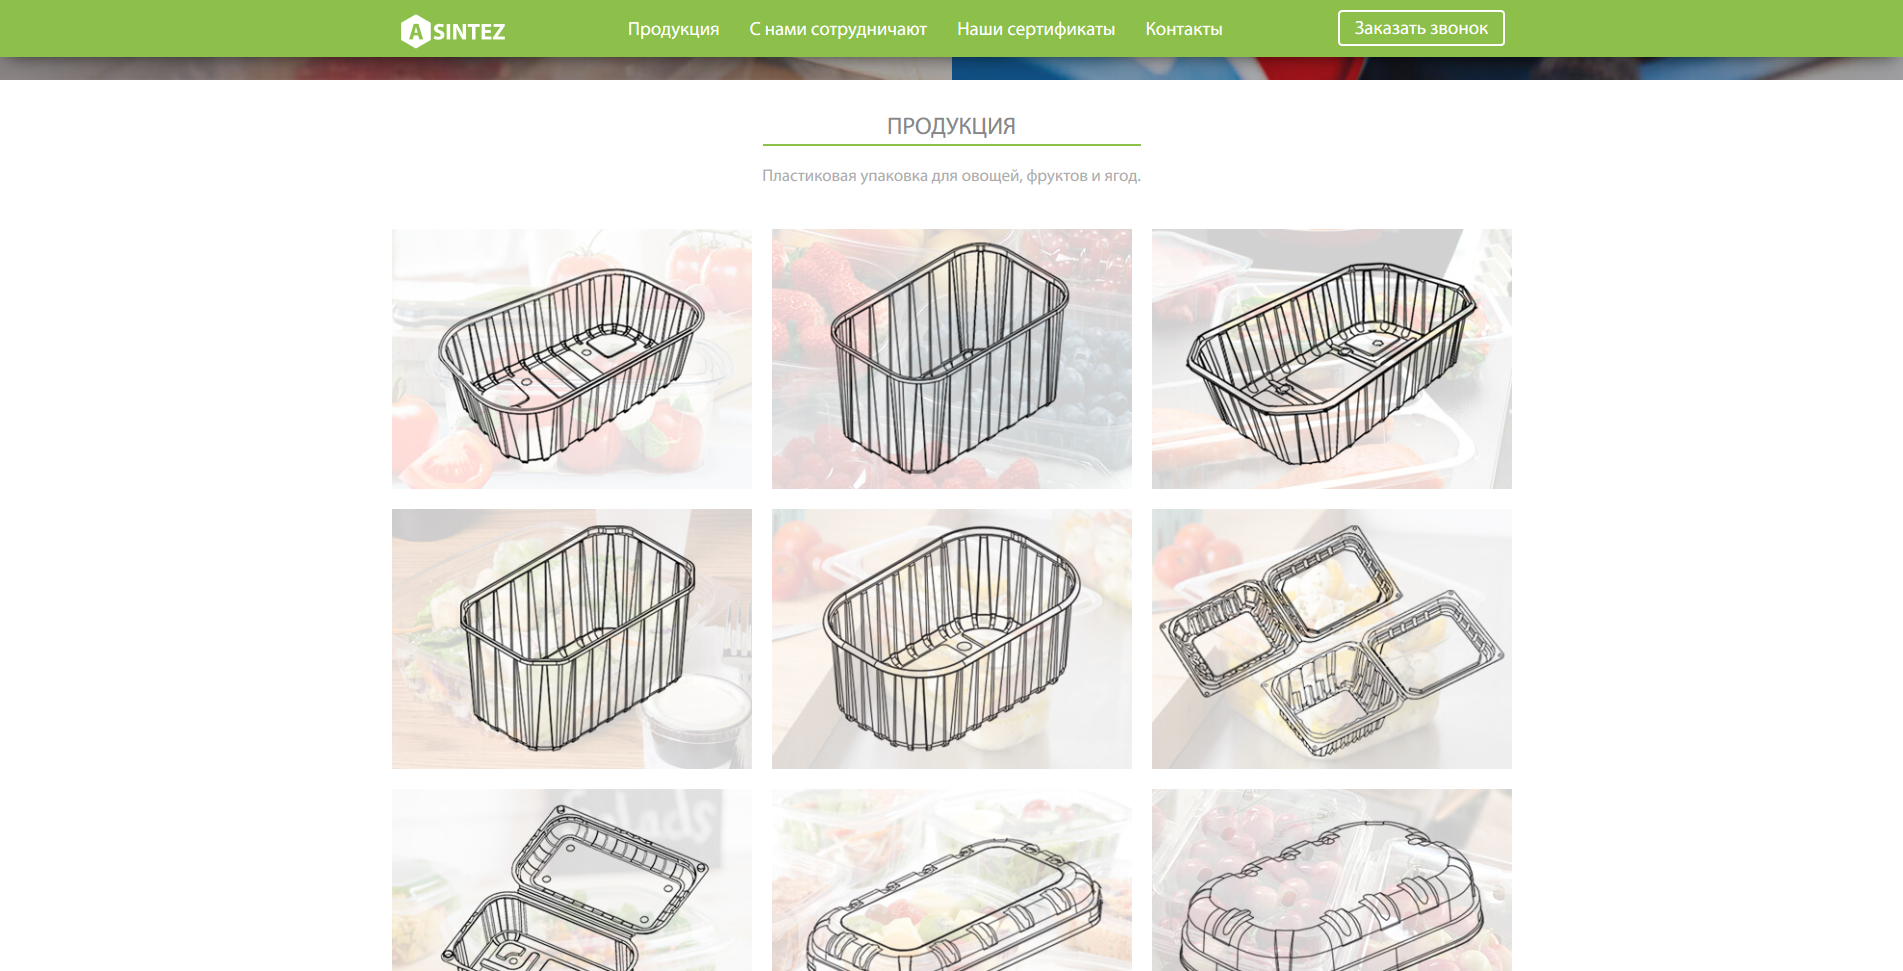 A SINTEZ
Продукция
С нами сотрудничают
Наши сертификаты
Контакты
Заказать звонок
ПРОДУКЦИЯ
Пластиковая упаковка для овощей, фруктов и ягод.